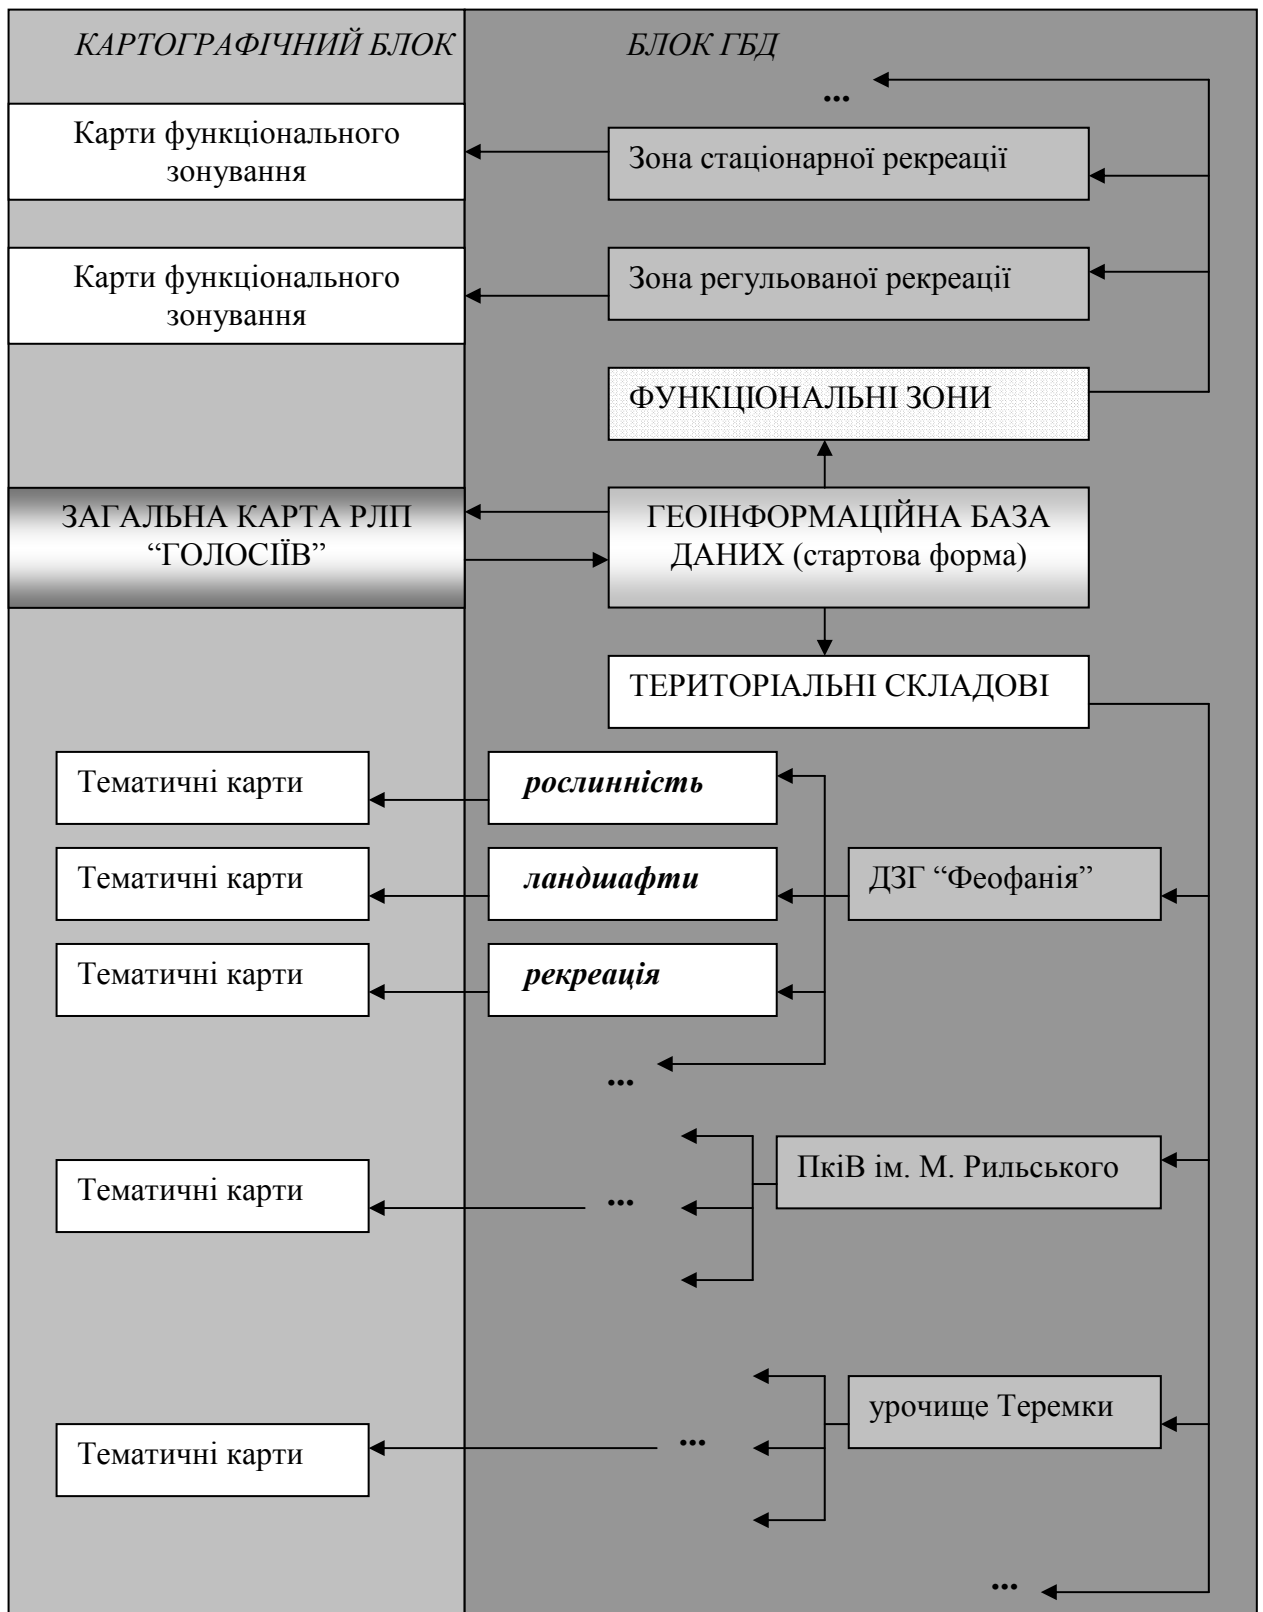 КАРТОГРАФІЧНИЙ БЛОК
БЛОК ГБД
...
Карти функціонального
зонування
Зона стаціонарної рекреації
Карти функціонального
зонування
Зона регульованої рекреації
ФУНКЦІОНАЛЬНІ ЗОНИ
ЗАГАЛЬНА КАРТА РЛП
“ГОЛОСІЇВ”
ГЕОІНФОРМАЦІЙНА БАЗА
ДАНИХ (стартова форма)
ТЕРИТОРІАЛЬНІ СКЛАДОВІ
Тематичні карти
рослинність
Тематичні карти
ландшафти
ДЗГ “Феофанія”
Тематичні карти
рекреація
...
Тематичні карти
...
ПкіВ ім. М. Рильського
Тематичні карти
...
урочище Теремки
...